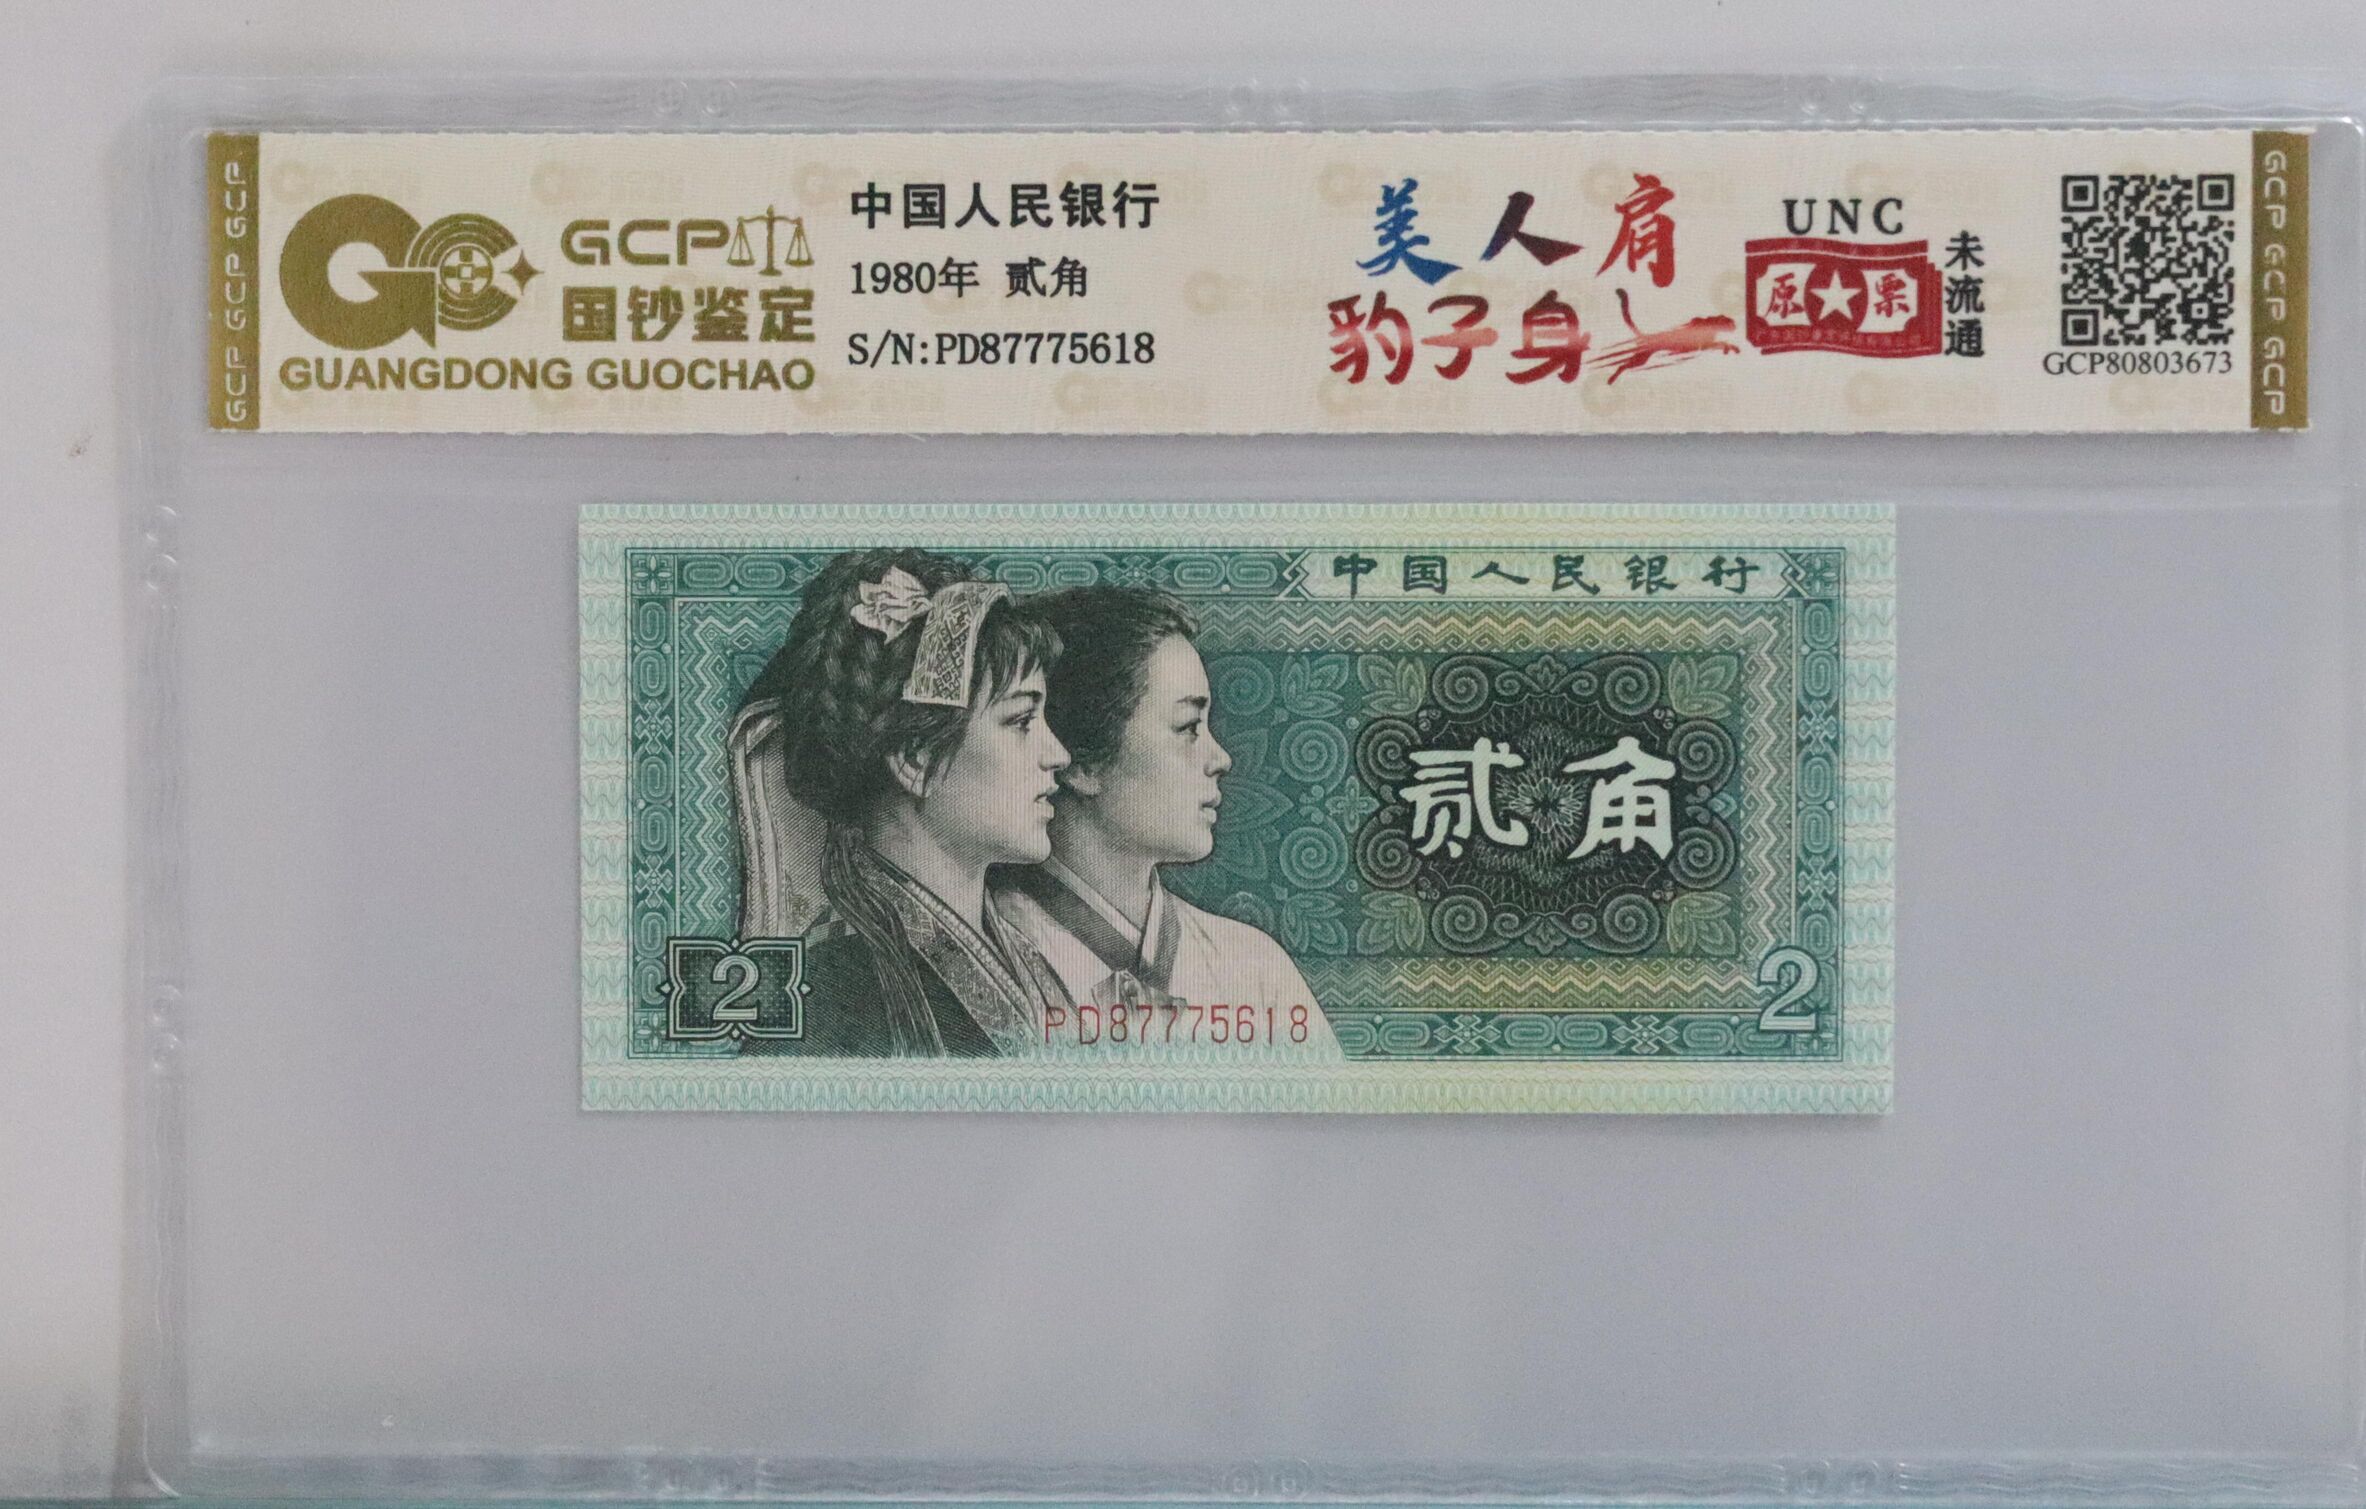 GCP GCP GCP GCP
GCP
国钞鉴定
GUANGDONG GUOCHAO
中国人民银行
1980年 贰角
S/N:PD87775618
美人肩
豹子身
UNC
原票
未流通
GCP80803673
GCP GCP GCP GCP
中国人民银行
贰角
2
PD87775618
2